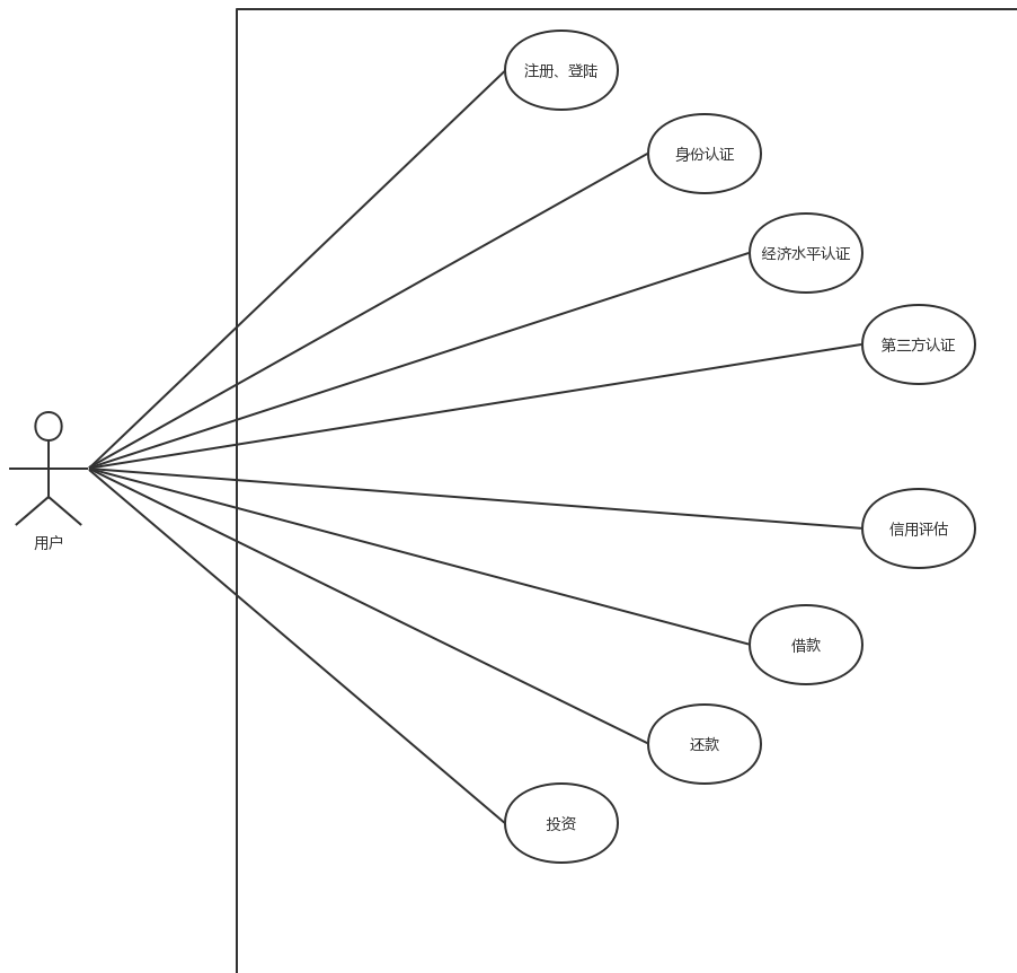 注册、登陆
身份认证
经济水平认证
第三方认证
用户
信用评估
借款
还款
投资